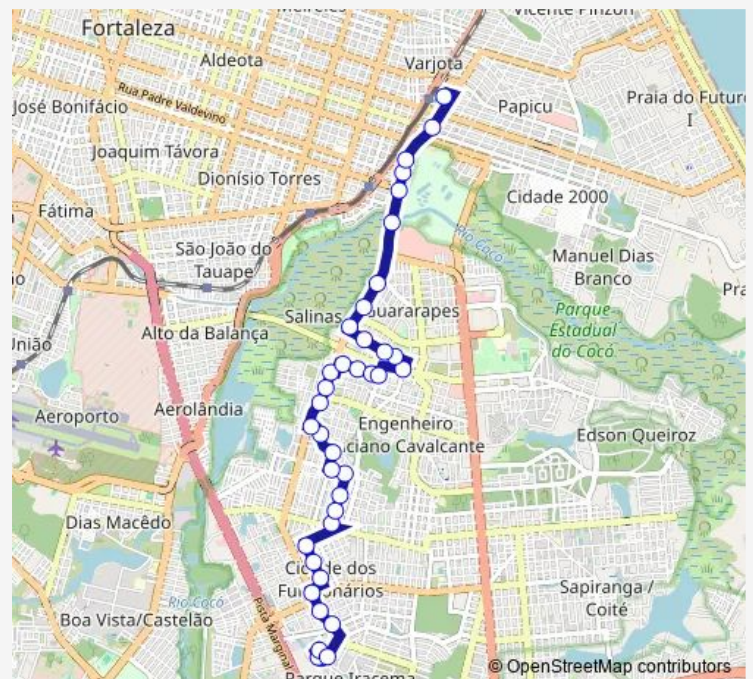 Vicente Pinzón
Fortaleza
Aldeota
Varjota
Rua Padre Valdevino
Papicu
Praia do Futuro
I
José Bonifácio
Joaquim Távora
Dionísio Torres
Cidade 2000
Fátima
Rio Cocó
São João do
Tauape
Manuel Dias
Branco
Salinas
Guararapes
Parque
Estadual
do Cocó
Alto da Balança
Aeroporto
Aerolândia
Engenheiro
Luciano Cavalcante
Edson Queiroz
Dias Macêdo
Cidade dos
Funcionários
Sapiranga /
Coité
Rio Cocó
Boa Vista/Castelão
Pista Marginal
Parque Iracema
© OpenStreetMap contributors